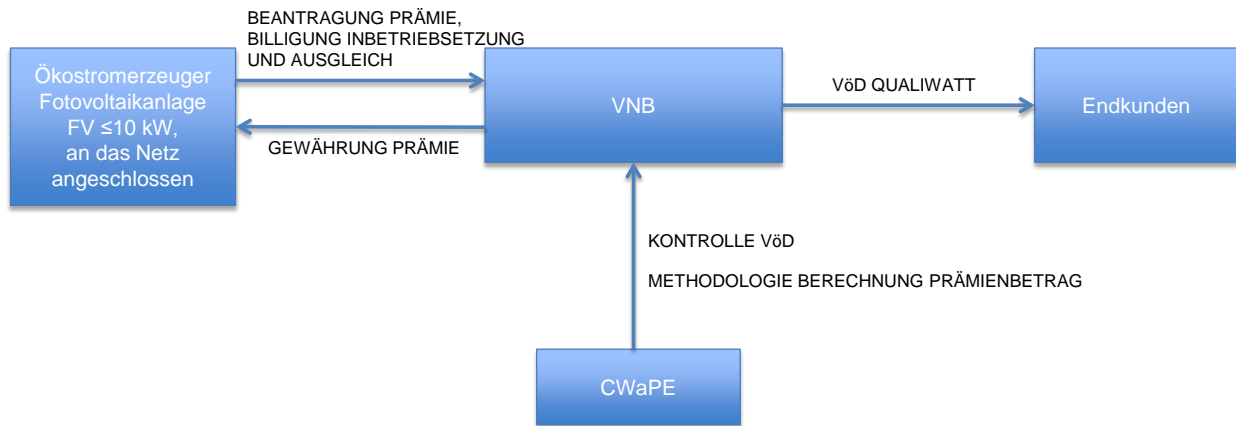 BEANTRAGUNG PRÄMIE,
BILLIGUNG INBETRIEBSETZUNG
UND AUSGLEICH
Ökostromerzeuger
Fotovoltaikanlage
FV ≤10 kW,
an das Netz
angeschlossen
GEWÄHRUNG PRÄMIE
VNB
VöD QUALIWATT
Endkunden
KONTROLLE VöD
METHODOLOGIE BERECHNUNG PRÄMIENBETRAG
CWaPE